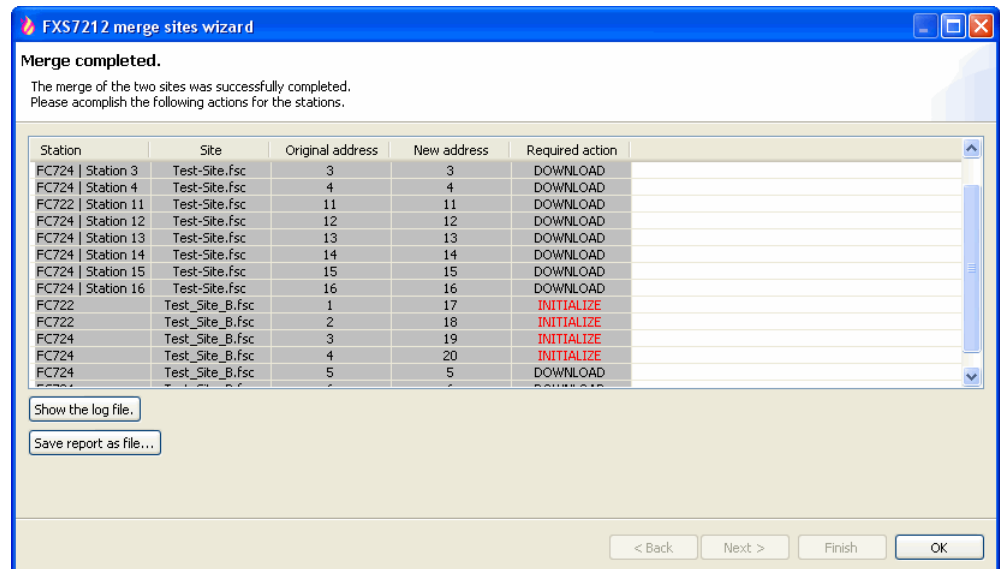 FXS7212 merge sites wizard
Merge completed.
The merge of the two sites was successfully completed.
Please acomplish the following actions for the stations.
Station Site Original address New address Required action
FC724 | Station 3 Test-Site.fsc 3 3 DOWNLOAD
FC724 | Station 4 Test-Site.fsc 4 4 DOWNLOAD
FC722 | Station 11 Test-Site.fsc 11 11 DOWNLOAD
FC724 | Station 12 Test-Site.fsc 12 12 DOWNLOAD
FC724 | Station 13 Test-Site.fsc 13 13 DOWNLOAD
FC724 | Station 14 Test-Site.fsc 14 14 DOWNLOAD
FC724 | Station 15 Test-Site.fsc 15 15 DOWNLOAD
FC724 | Station 16 Test-Site.fsc 16 16 DOWNLOAD
FC722 Test_Site_B.fsc 1 17 INITIALIZE
FC722 Test_Site_B.fsc 2 18 INITIALIZE
FC724 Test_Site_B.fsc 3 19 INITIALIZE
FC724 Test_Site_B.fsc 4 20 INITIALIZE
FC724 Test_Site_B.fsc 5 5 DOWNLOAD
Show the log file.
Save report as file...
< Back Next > Finish OK